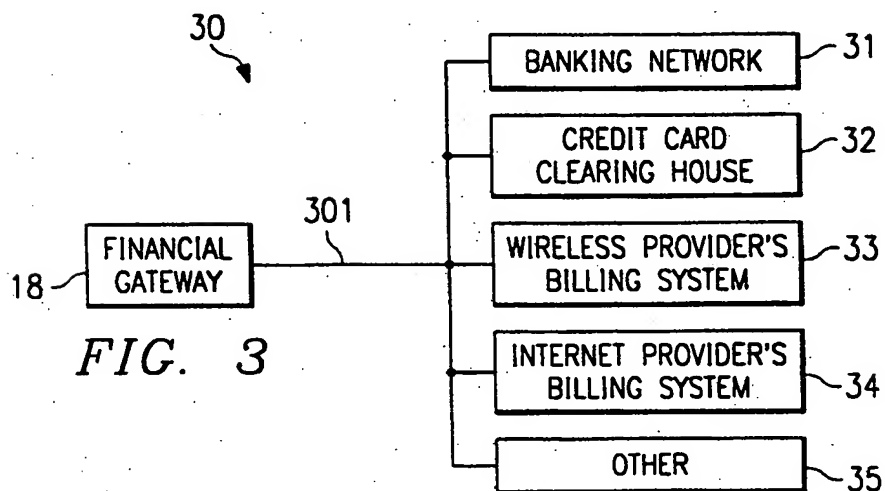 30
BANKING NETWORK
31
CREDIT CARD
CLEARING HOUSE
32
301
FINANCIAL
GATEWAY
18
WIRELESS PROVIDER'S
BILLING SYSTEM
33
FIG. 3
INTERNET PROVIDER'S
BILLING SYSTEM
34
OTHER
35